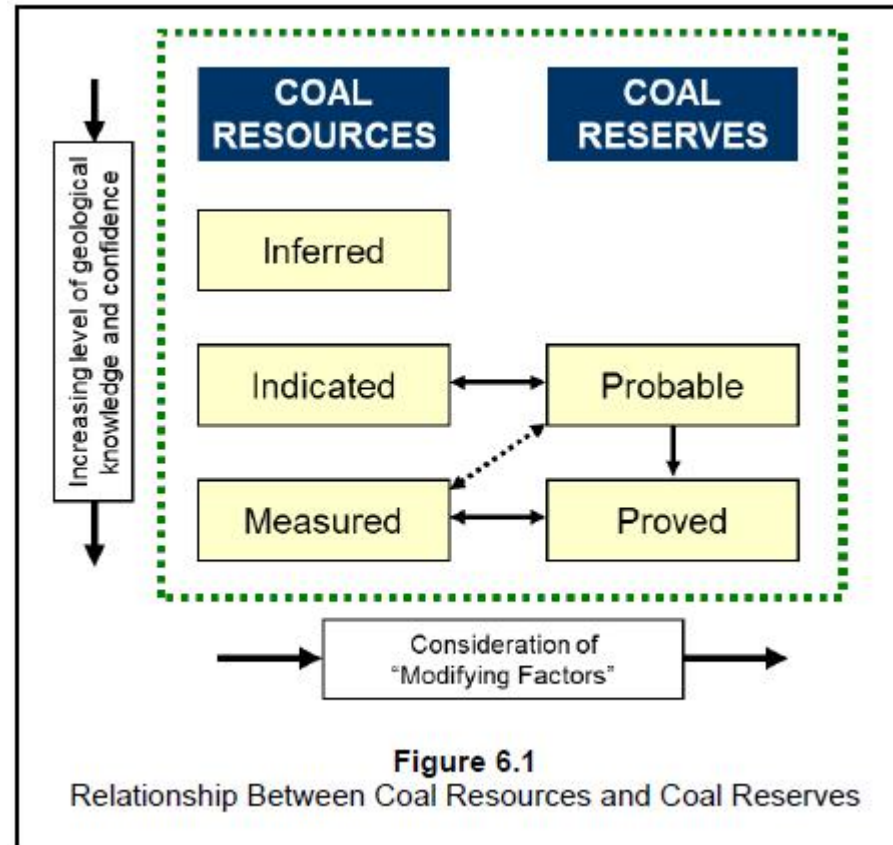 COAL
RESOURCES
COAL
RESERVES
Increasing level of geological
knowledge and confidence
Inferred
Indicated
Probable
Measured
Proved
Consideration of
"Modifying Factors"
Figure 6.1
Relationship Between Coal Resources and Coal Reserves